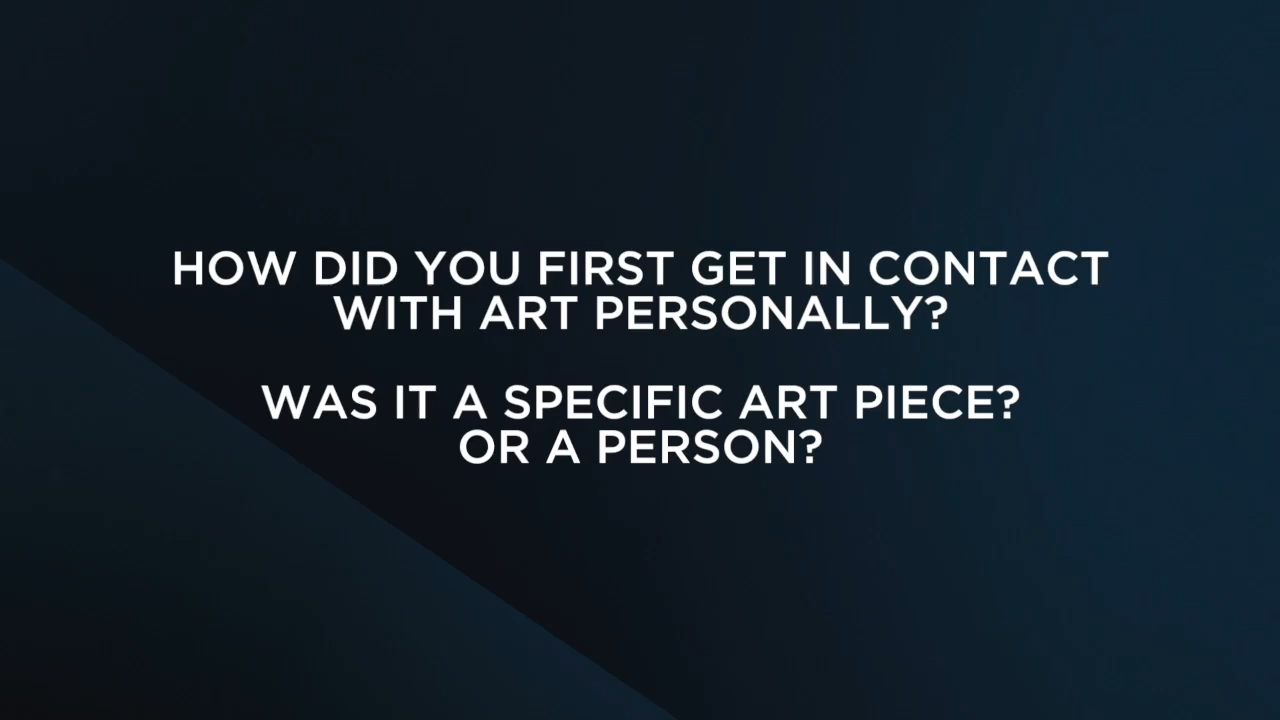 HOW DID YOU FIRST GET IN CONTACT
WITH ART PERSONALLY?
WAS IT A SPECIFIC ART PIECE?
OR A PERSON?